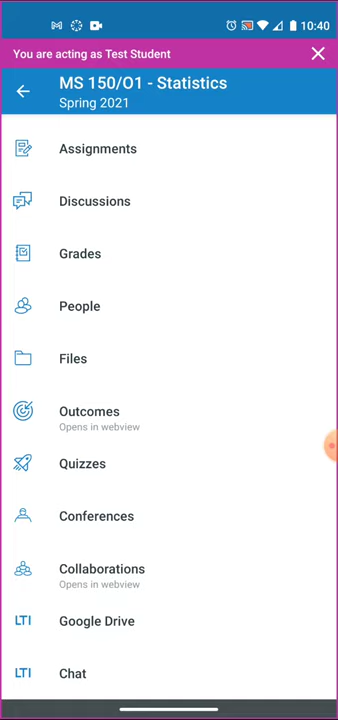 10:40
You are acting as Test Student
MS 150/O1 - Statistics
Spring 2021
Assignments
Discussions
Grades
People
Files
Outcomes
Opens in webview
Quizzes
Conferences
Collaborations
Opens in webview
LTI Google Drive
LTI Chat